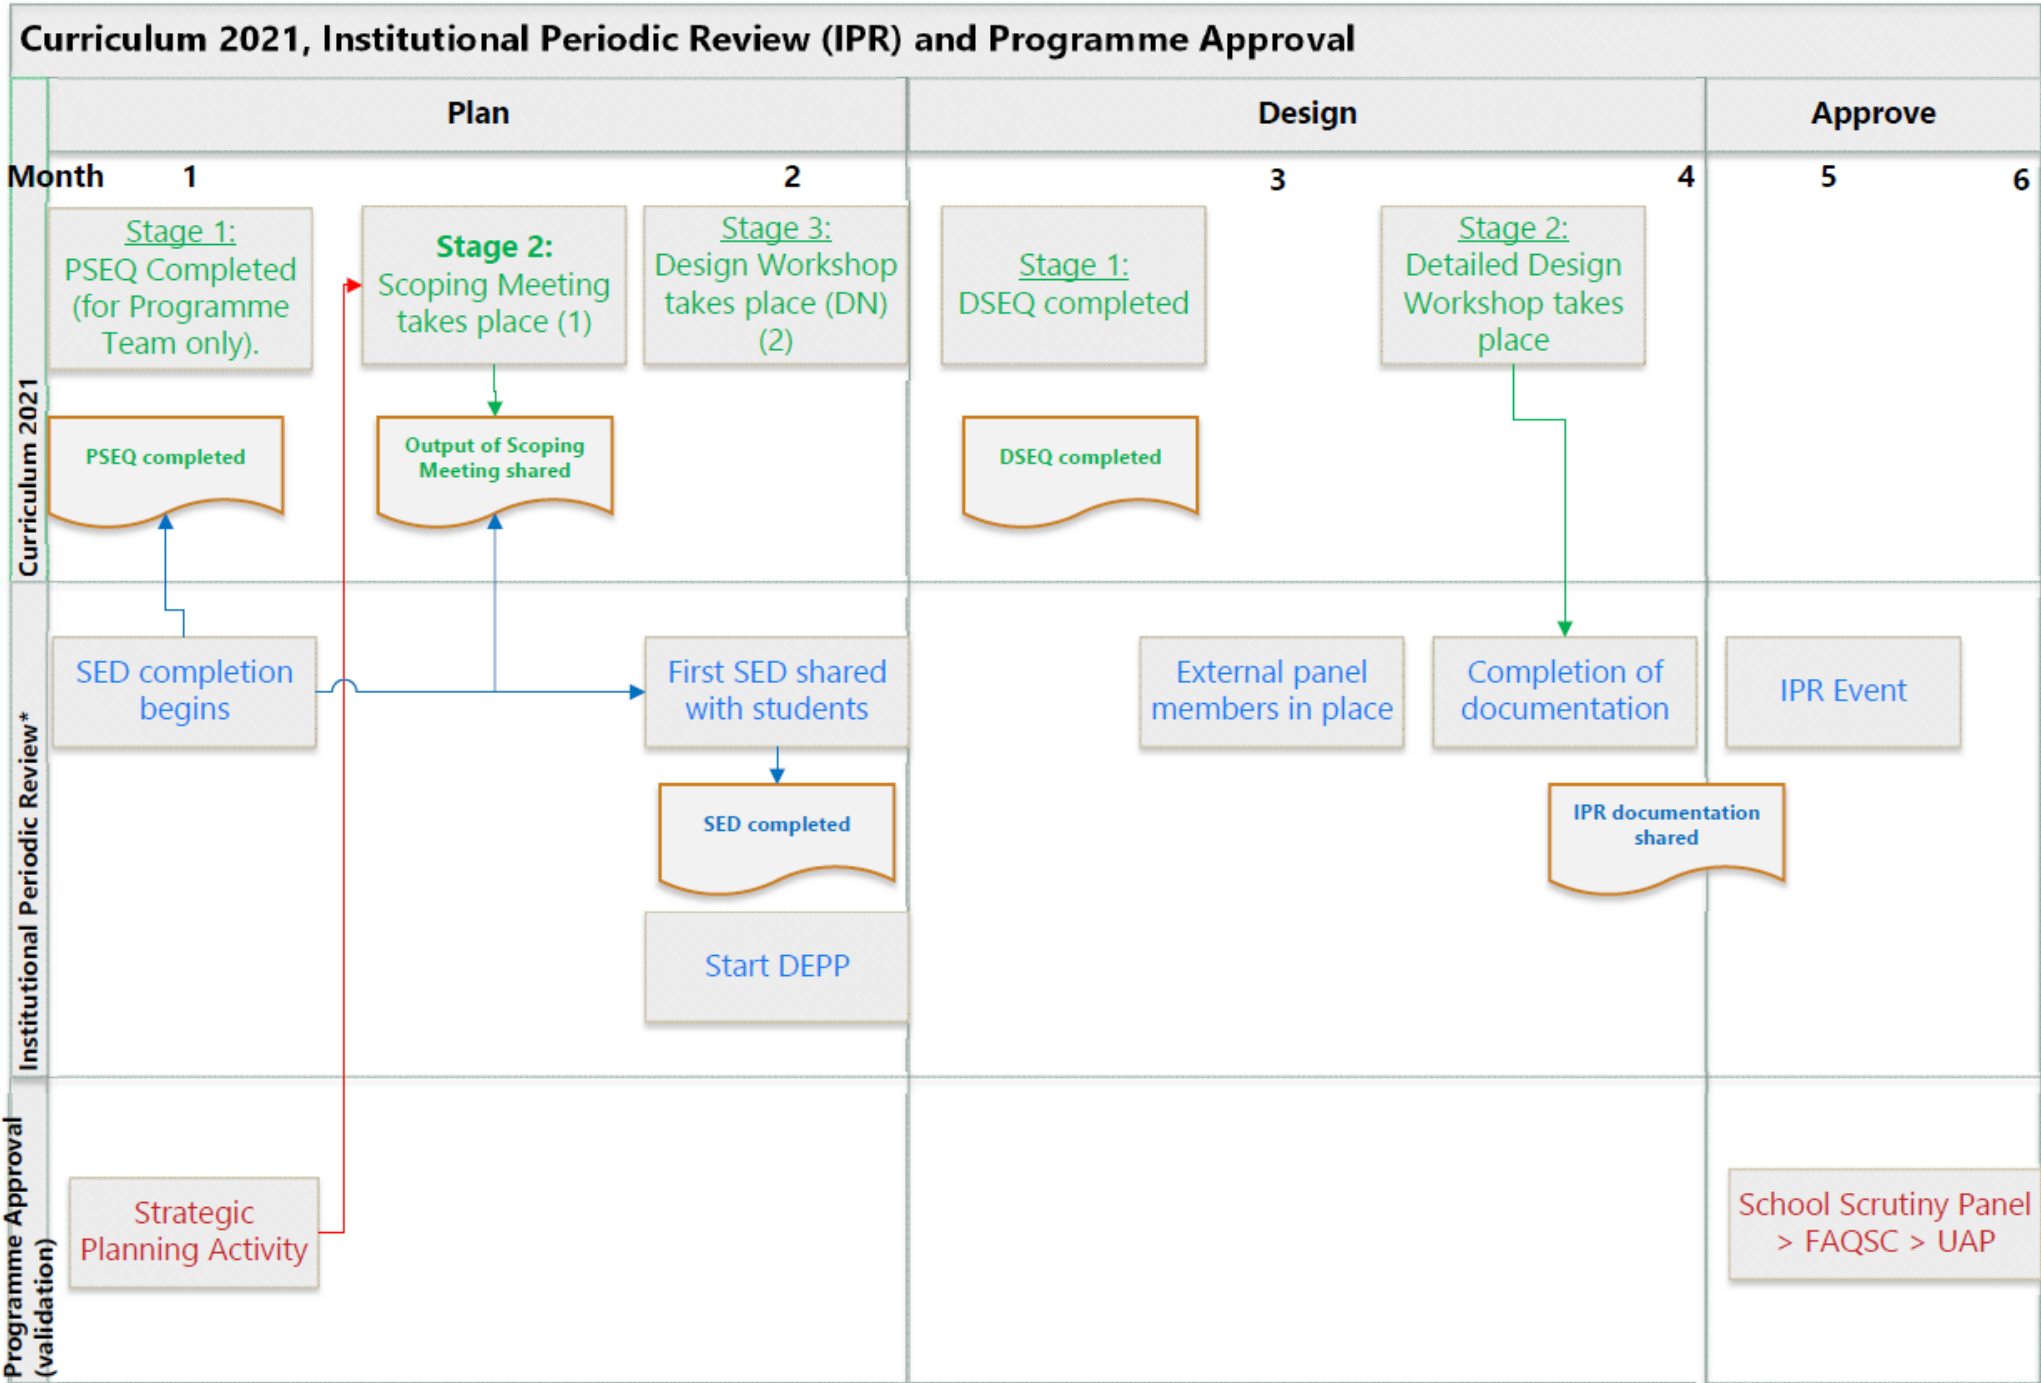 Curriculum 2021, Institutional Periodic Review (IPR) and Programme Approval
Plan
Design
Approve
Month
1
2
3
4
5
6
Curriculum 2021
Stage 1:
PSEQ Completed
(for Programme
Team only).
Stage 2:
Scoping Meeting
takes place (1)
Stage 3:
Design Workshop
takes place (DN)
(2)
Stage 1:
DSEQ completed
Stage 2:
Detailed Design
Workshop takes
place
PSEQ completed
Output of Scoping
Meeting shared
DSEQ completed
Institutional Periodic Review*
SED completion
begins
First SED shared
with students
External panel
members in place
Completion of
documentation
IPR Event
SED completed
IPR documentation
shared
Start DEPP
Programme Approval
(validation)
Strategic
Planning Activity
School Scrutiny Panel
> FAQSC > UAP